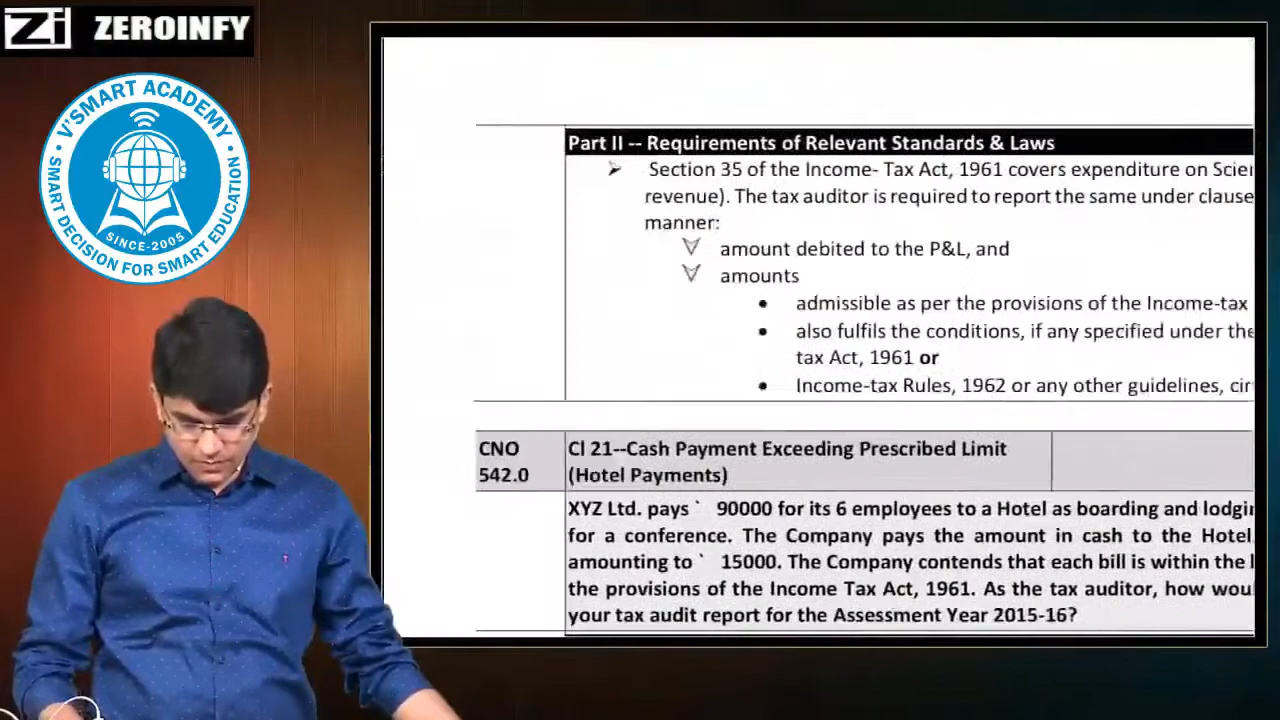 Zi ZEROINFY
V'SMART ACADEMY
SMART DECISION FOR SMART EDUCATION
SINCE-2005
Part II -- Requirements of Relevant Standards & Laws
Section 35 of the Income- Tax Act, 1961 covers expenditure on
revenue). The tax auditor is required to report the same under clause
manner:
amount debited to the P&L, and
amounts
• admissible as per the provisions of the Income-tax
• also fulfils the conditions, if any specified under the
tax Act, 1961 or
• Income-tax Rules, 1962 or any other guidelines,
CNO
542.0
Cl 21--Cash Payment Exceeding Prescribed Limit
(Hotel Payments)
XYZ Ltd. pays ` 90000 for its 6 employees to a Hotel as boarding and
for a conference. The Company pays the amount in cash to the Hotel
amounting to ` 15000. The Company contends that each bill is within the
the provisions of the Income Tax Act, 1961. As the tax auditor, how
your tax audit report for the Assessment Year 2015-16?